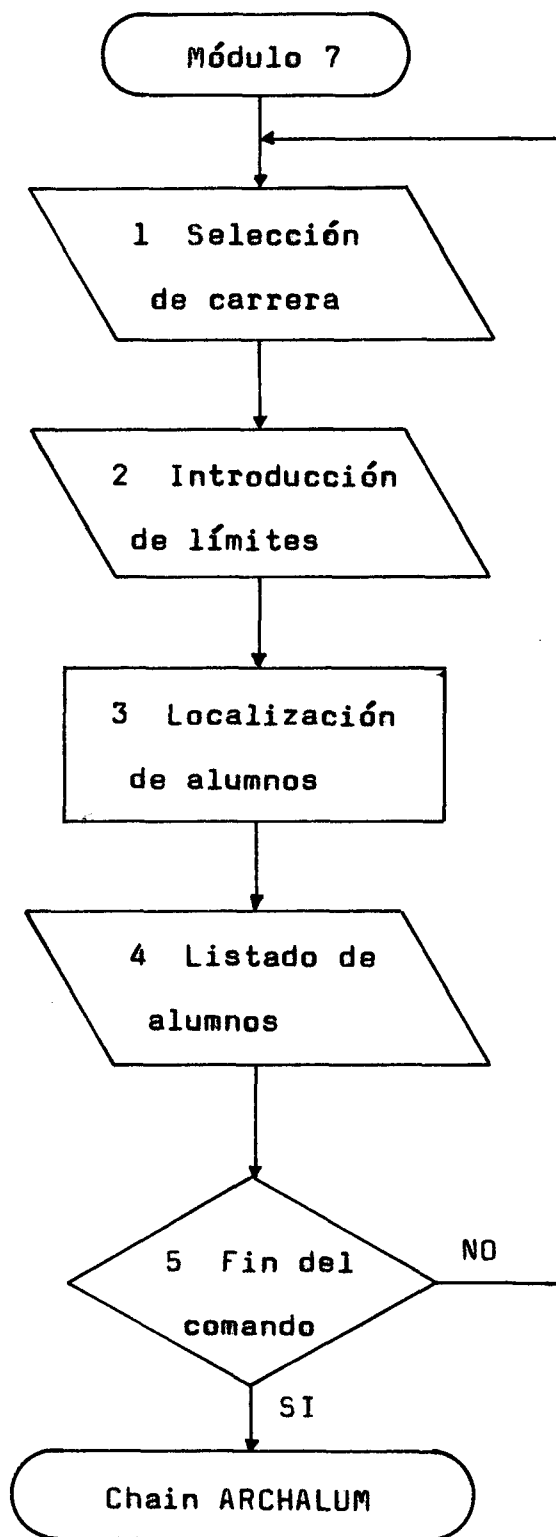 Módulo 7
1 Selección
de carrera
2 Introducción
de límites
3 Localización
de alumnos
4 Listado de
alumnos
5 Fin del
comando
NO
SI
Chain ARCHALUM